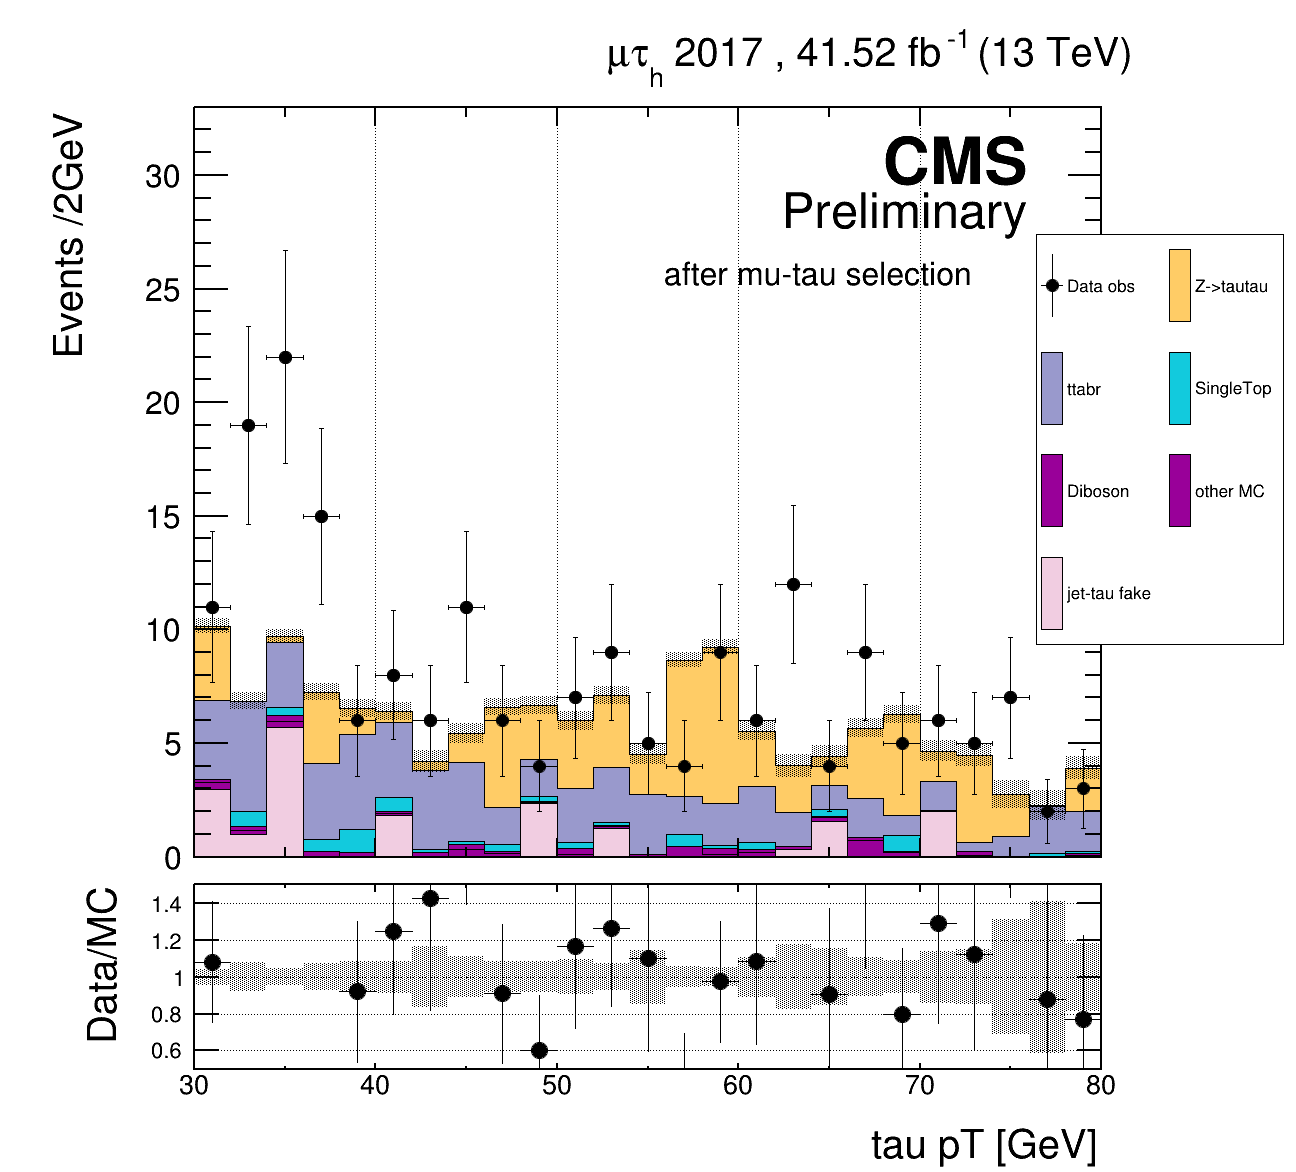 μτh 2017 , 41.52 fb-1 (13 TeV)
Events /2GeV
CMS
Preliminary
after mu-tau selection
Data obs
Z->tautau
ttabr
SingleTop
Diboson
other MC
jet-tau fake
30
25
20
15
10
5
0
Data/MC
1.4
1.2
1
0.8
0.6
30 40 50 60 70 80
tau pT [GeV]